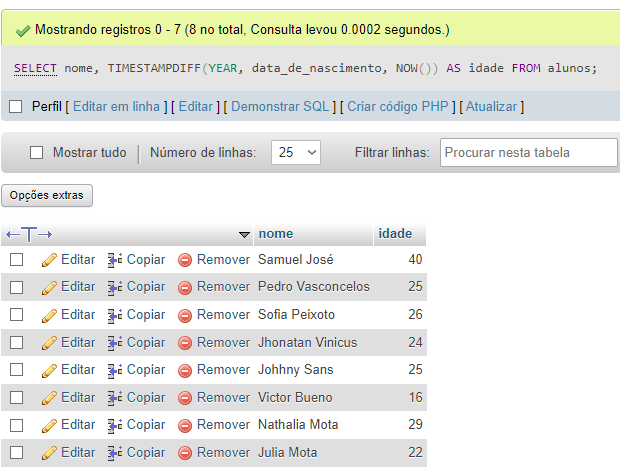 Mostrando registros 0 - 7 (8 no total, Consulta levou 0.0002 segundos.)
SELECT nome, TIMESTAMPDIFF(YEAR, data_de_nascimento, NOW()) AS idade FROM alunos;
Perfil [ Editar em linha ] [ Editar ] [ Demonstrar SQL ] [ Criar código PHP ] [ Atualizar ]
Mostrar tudo | Número de linhas: 25 Filtrar linhas: Procurar nesta tabela
Opções extras
←T→ nome idade
Editar Copiar Remover Samuel José 40
Editar Copiar Remover Pedro Vasconcelos 25
Editar Copiar Remover Sofia Peixoto 26
Editar Copiar Remover Jhonatan Vinicus 24
Editar Copiar Remover Johhny Sans 25
Editar Copiar Remover Victor Bueno 16
Editar Copiar Remover Nathalia Mota 29
Editar Copiar Remover Julia Mota 22